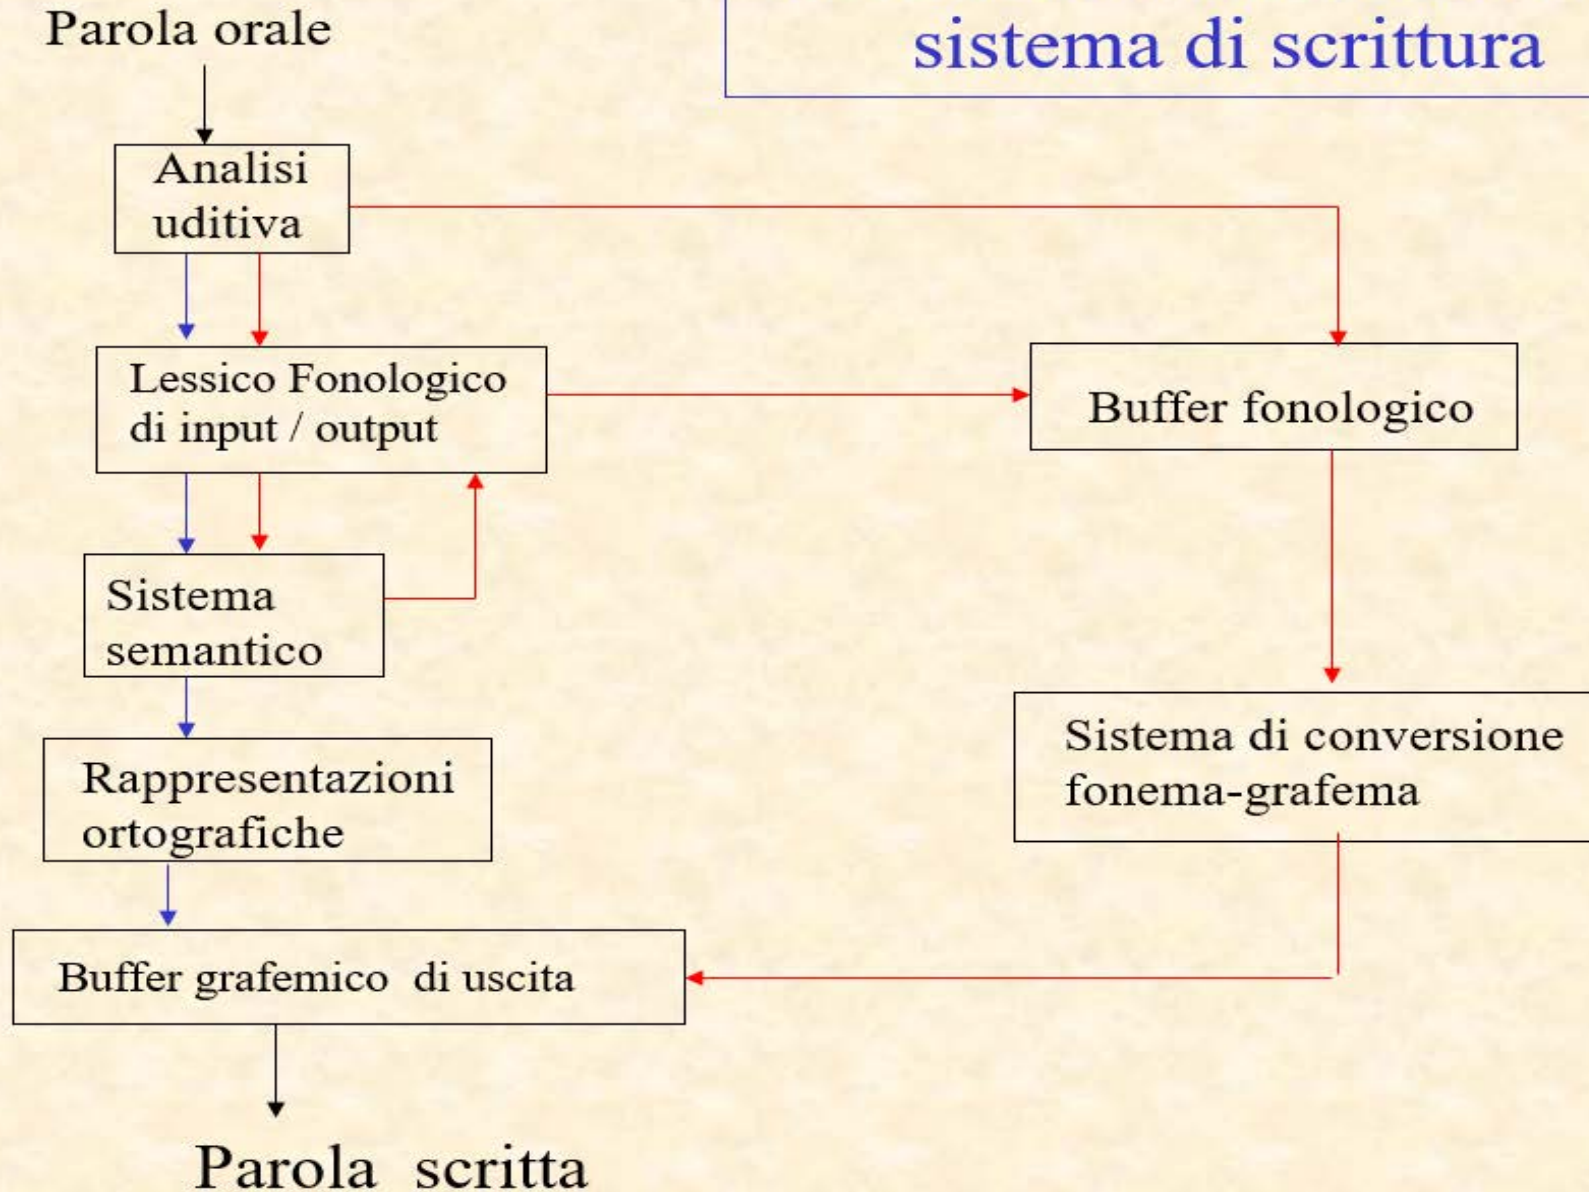 Parola orale
sistema di scrittura
Analisi
uditiva
Lessico Fonologico
di input / output
Buffer fonologico
Sistema
semantico
Sistema di conversione
fonema-grafema
Rappresentazioni
ortografiche
Buffer grafemico di uscita
Parola scritta